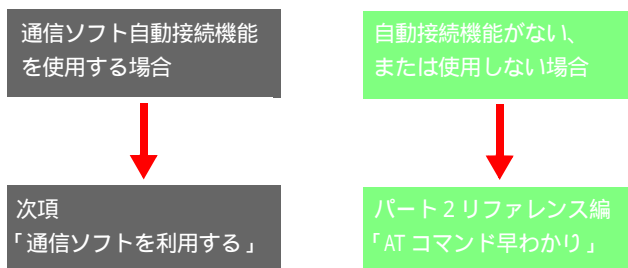 通信ソフト自動接続機能
を使用する場合
次項
「通信ソフトを利用する」
自動接続機能がない、
または使用しない場合
パート２リファレンス編
「AT コマンド早わかり」